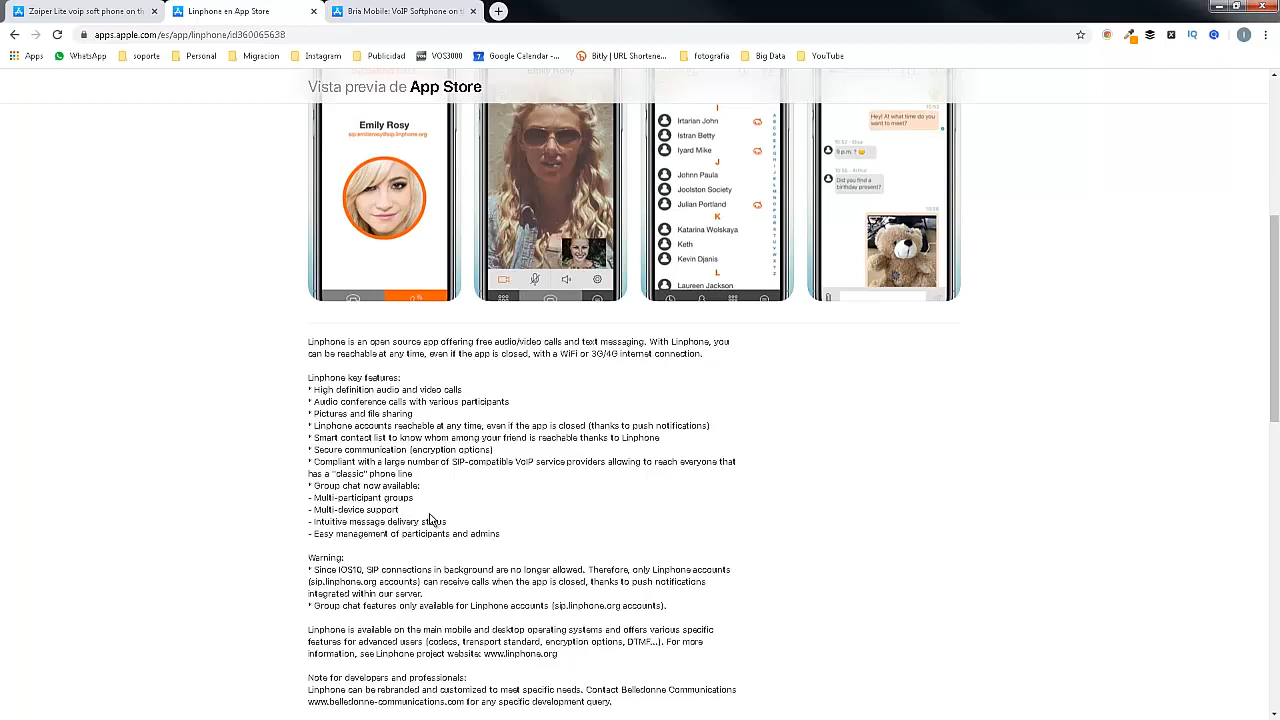 Zoiper Lite voip soft phone on th
Linphone en App Store
Bria Mobile: VoIP Softphone on t
apps.apple.com/es/app/linphone/id360065638
Apps
WhatsApp
soporte
Personal
Migracion
Instagram
Publicidad
VOS3000
Google Calendar -...
Bitly | URL Shortene...
fotografia
Big Data
YouTube
Vista previa de App Store
Emily Rosy
Emily Rosy
sip:emilierosy@sip.linphone.org
I
Irtarian John
Istran Betty
Iyard Mike
J
Johnn Paula
Joolston Society
Julian Portland
K
Katarina Wolskaya
Keth
Kevin Djanis
L
Laureen Jackson
Hey! At what time do you
want to meet?
9 p.m. ?
Did you find a
birthday present?
Linphone is an open source app offering free audio/video calls and text messaging. With Linphone, you
can be reachable at any time, even if the app is closed, with a WiFi or 3G/4G internet connection.
Linphone key features:
* High definition audio and video calls
* Audio conference calls with various participants
* Pictures and file sharing
* Linphone accounts reachable at any time, even if the app is closed (thanks to push notifications)
* Smart contact list to know whom among your friend is reachable thanks to Linphone
* Secure communication (encryption options)
* Compliant with a large number of SIP-compatible VoIP service providers allowing to reach everyone that
has a "classic" phone line
* Group chat now available:
- Multi-participant groups
- Multi-device support
- Intuitive message delivery status
- Easy management of participants and admins
Warning:
* Since IOS10, SIP connections in background are no longer allowed. Therefore, only Linphone accounts
(sip.linphone.org accounts) can receive calls when the app is closed, thanks to push notifications
integrated within our server.
* Group chat features only available for Linphone accounts (sip.linphone.org accounts).
Linphone is available on the main mobile and desktop operating systems and offers various specific
features for advanced users (codecs, transport standard, encryption options, DTMF...). For more
information, see Linphone project website: www.linphone.org
Note for developers and professionals:
Linphone can be rebranded and customized to meet specific needs. Contact Belledonne Communications
www.belledonne-communications.com for any specific development query.